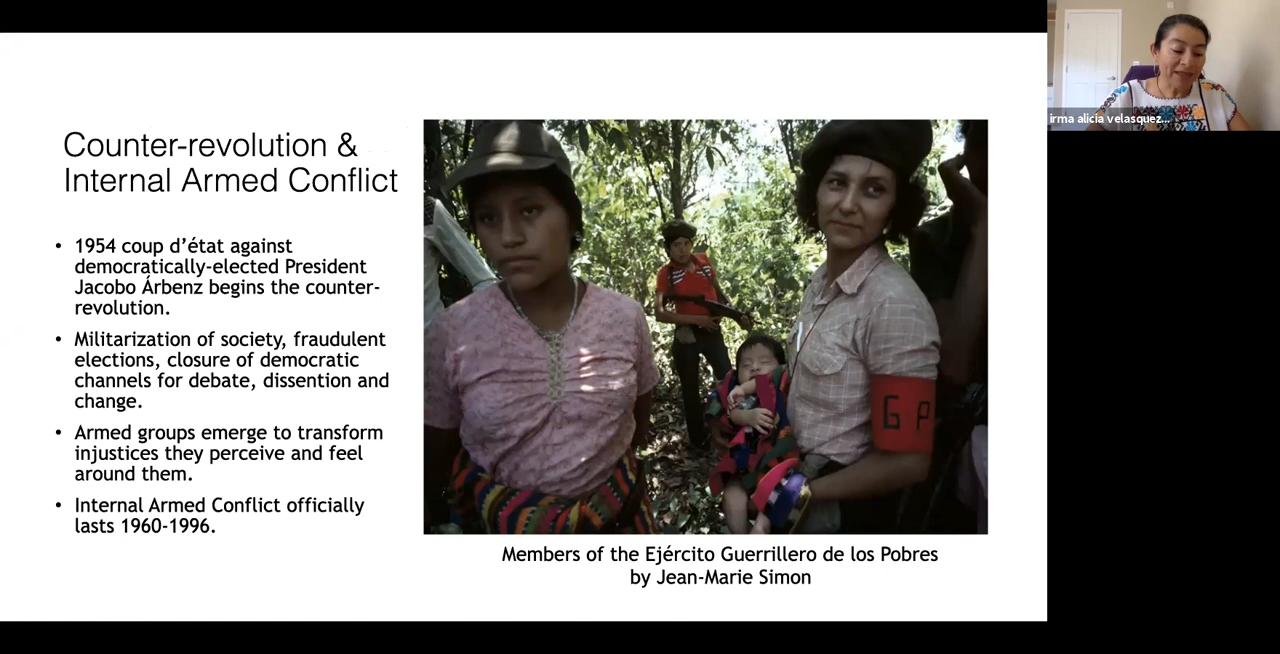 Counter-revolution &
Internal Armed Conflict
• 1954 coup d’état against
democratically-elected President
Jacobo Árbenz begins the counter-
revolution.
• Militarization of society, fraudulent
elections, closure of democratic
channels for debate, dissention and
change.
• Armed groups emerge to transform
injustices they perceive and feel
around them.
• Internal Armed Conflict officially
lasts 1960-1996.
G P
Members of the Ejército Guerrillero de los Pobres
by Jean-Marie Simon
irma alicia velasquez...